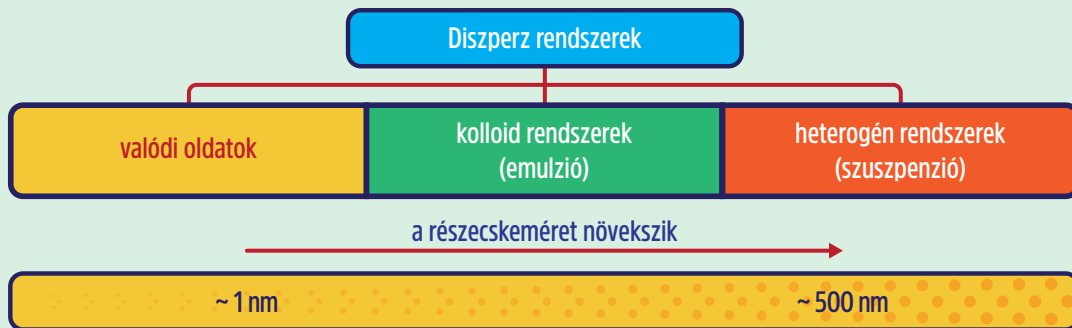 Diszperz rendszerek
valódi oldatok
kolloid rendszerek
(emulzió)
heterogén rendszerek
(szuszpenzió)
a részecskeméret növekszik
~ 1 nm
~ 500 nm